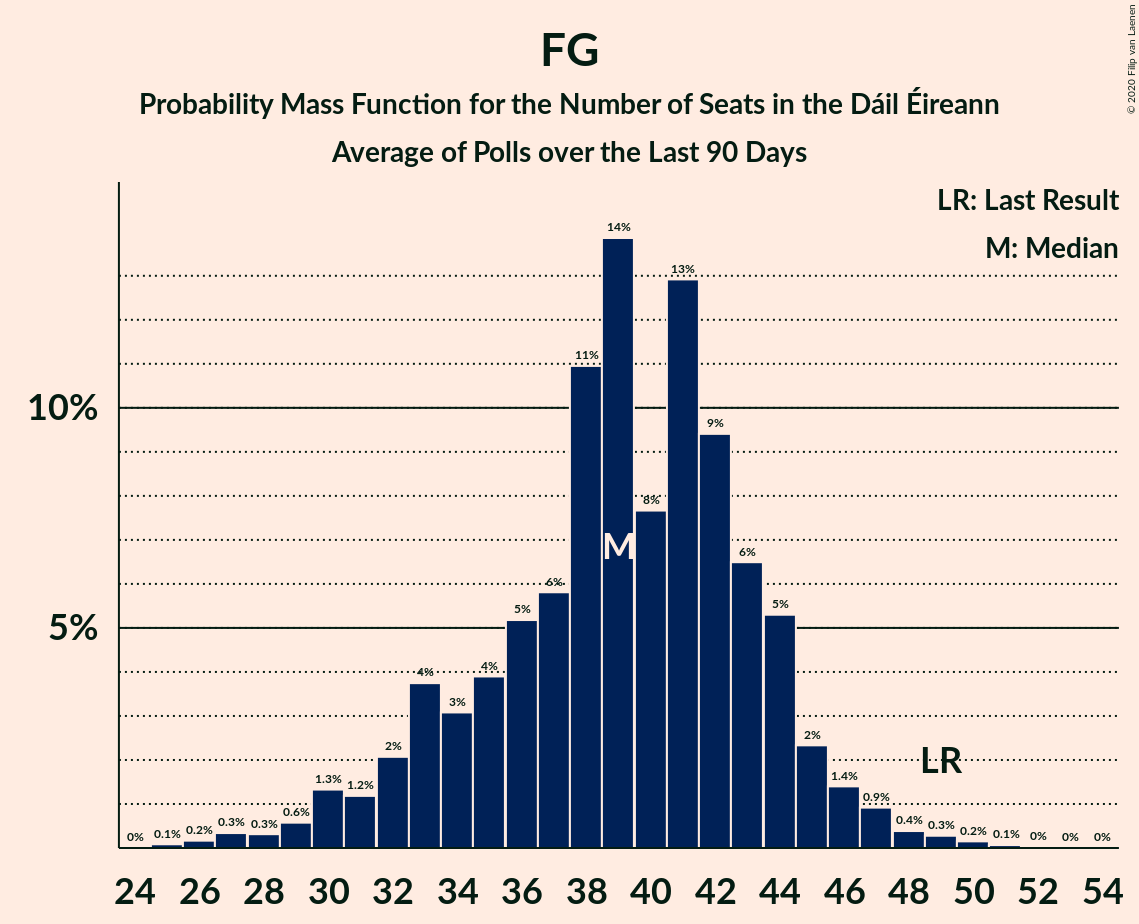 FG
Probability Mass Function for the Number of Seats in the Dáil Éireann
Average of Polls over the Last 90 Days
© 2020 Filip van Laenen
LR: Last Result
M: Median
10%
5%
0% 0.1% 0.2% 0.3% 0.3% 0.6% 1.3% 1.2% 2% 4% 3% 4% 5% 6% 11% 14% 8% 13% 9% 6% 5% 2% 1.4% 0.9% 0.4% 0.3% 0.2% 0.1% 0% 0% 0%
M
LR
24 26 28 30 32 34 36 38 40 42 44 46 48 50 52 54